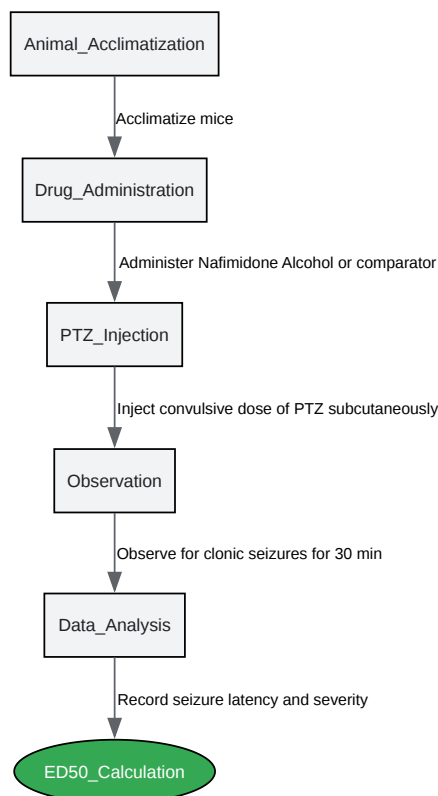 Animal_Acclimatization
Acclimatize mice
Drug_Administration
Administer Nafimidone Alcohol or comparator
PTZ_Injection
Inject convulsive dose of PTZ subcutaneously
Observation
Observe for clonic seizures for 30 min
Data_Analysis
Record seizure latency and severity
ED50_Calculation